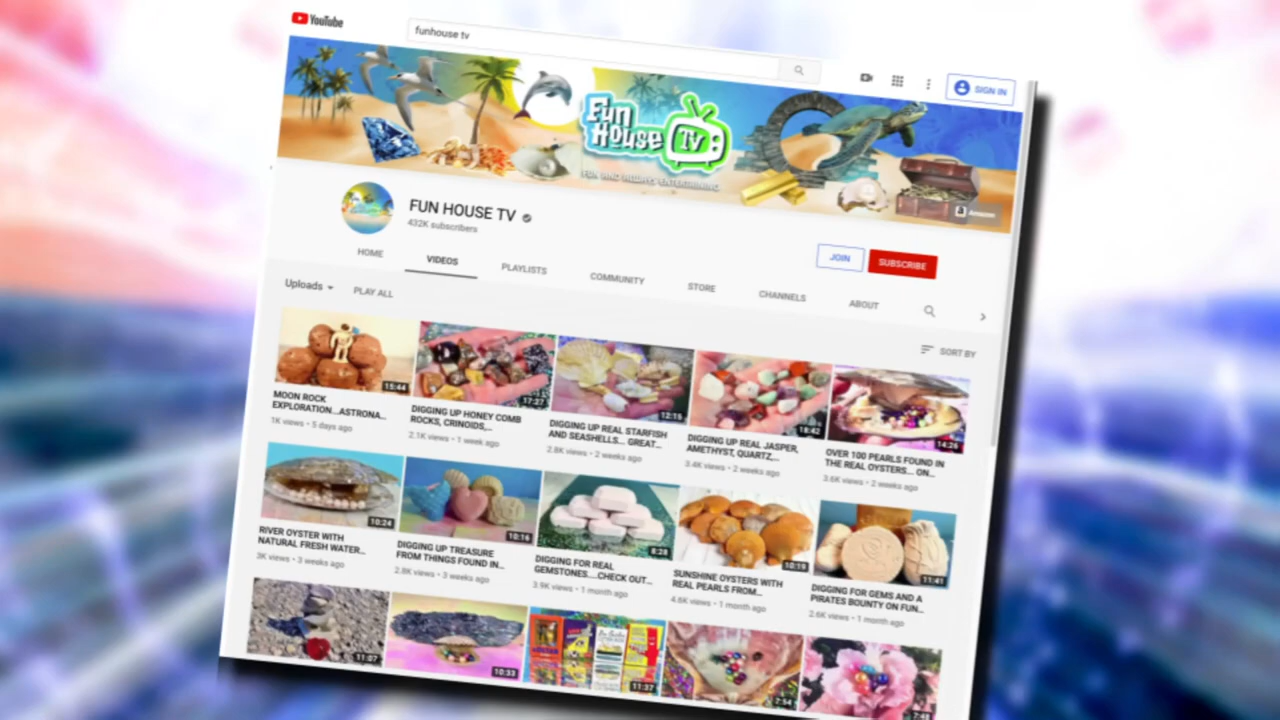 YouTube
funhouse tv
SIGN IN
Fun
House TV
FUN AND ALWAYS ENTERTAINING
Amazon
FUN HOUSE TV
432K subscribers
JOIN
SUBSCRIBE
HOME
VIDEOS
PLAYLISTS
COMMUNITY
STORE
CHANNELS
ABOUT
Uploads
PLAY ALL
SORT BY
15:44
17:27
12:15
18:42
14:26
MOON ROCK
EXPLORATION...ASTRONA...
1K views • 5 days ago
DIGGING UP HONEY COMB
ROCKS, CRINOIDS,...
2.1K views • 1 week ago
DIGGING UP REAL STARFISH
AND SEASHELLS... GREAT...
2.8K views • 2 weeks ago
DIGGING UP REAL JASPER,
AMETHYST, QUARTZ,...
3.4K views • 2 weeks ago
OVER 100 PEARLS FOUND IN
THE REAL OYSTERS... ON...
3.6K views • 2 weeks ago
10:24
10:16
8:28
10:19
11:41
RIVER OYSTER WITH
NATURAL FRESH WATER...
3K views • 3 weeks ago
DIGGING UP TREASURE
FROM THINGS FOUND IN...
2.8K views • 3 weeks ago
DIGGING FOR REAL
GEMSTONES....CHECK OUT...
3.9K views • 1 month ago
SUNSHINE OYSTERS WITH
REAL PEARLS FROM...
4.6K views • 1 month ago
DIGGING FOR GEMS AND A
PIRATES BOUNTY ON FUN...
2.6K views • 1 month ago
11:07
10:33
11:37
7:54
7:48